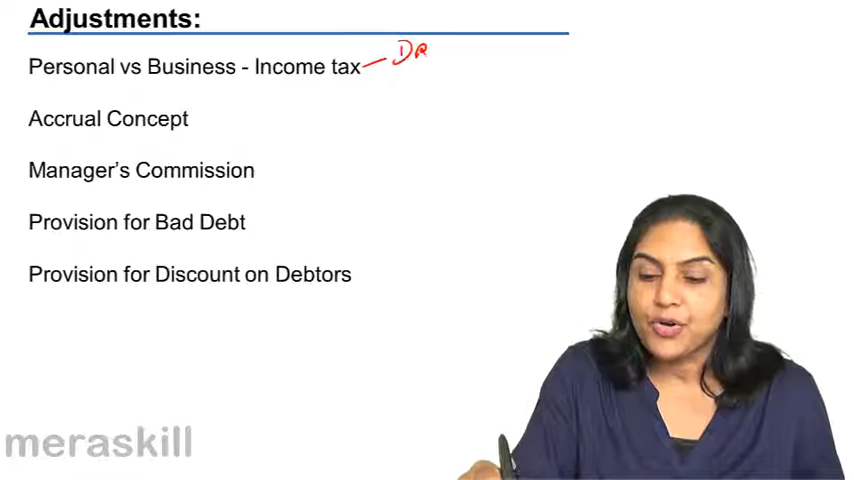 Adjustments:
Personal vs Business - Income tax DR
Accrual Concept
Manager's Commission
Provision for Bad Debt
Provision for Discount on Debtors
meraskill